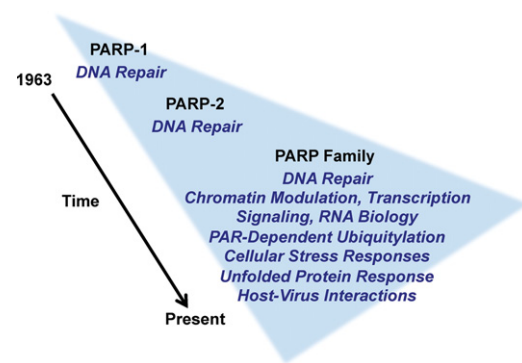 PARP-1
DNA Repair
1963
PARP-2
DNA Repair
PARP Family
DNA Repair
Chromatin Modulation, Transcription
Signaling, RNA Biology
PAR-Dependent Ubiquitylation
Cellular Stress Responses
Unfolded Protein Response
Host-Virus Interactions
Time
Present